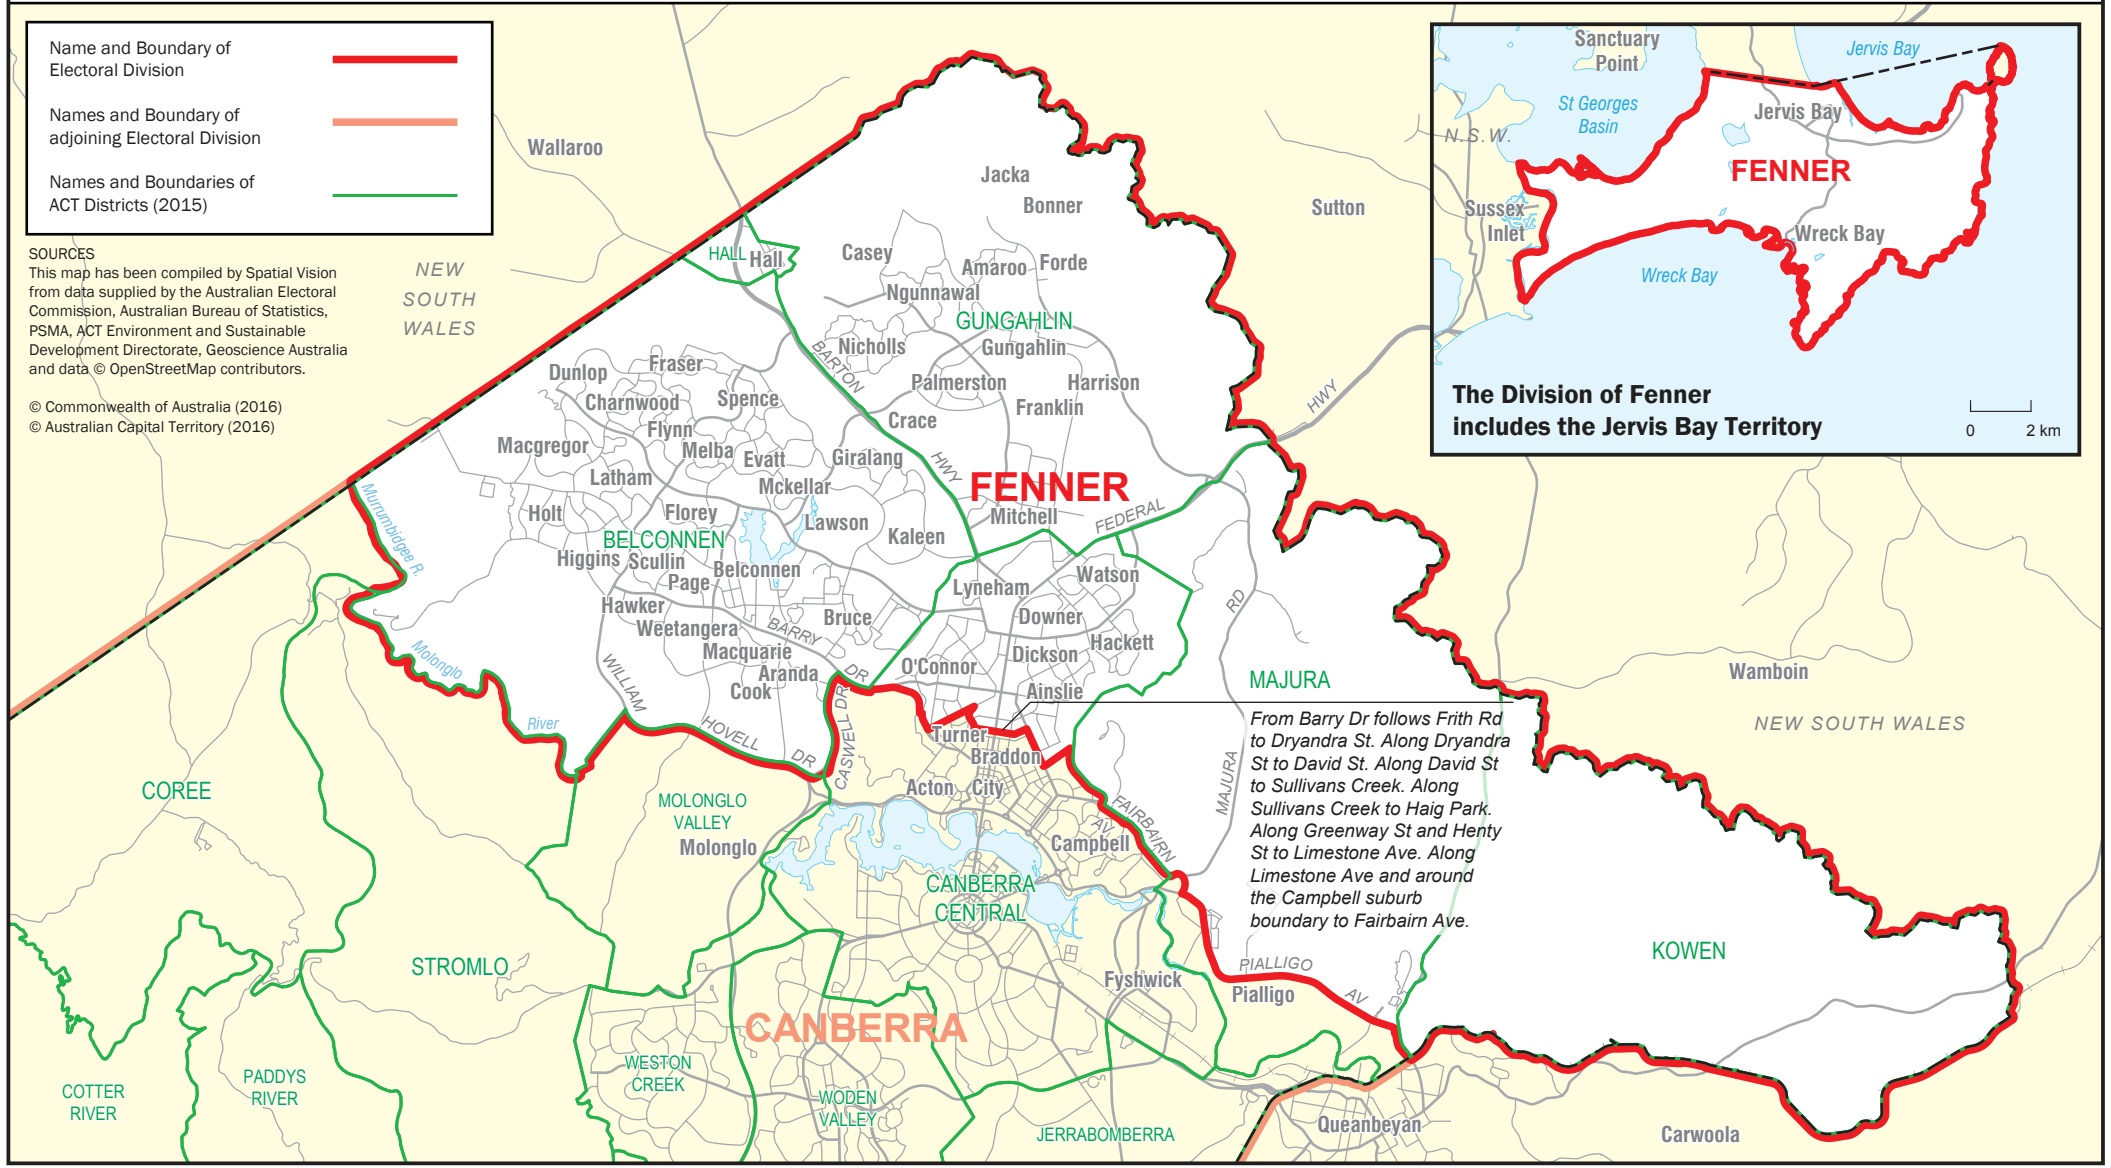 Name and Boundary of
Electoral Division
Names and Boundary of
adjoining Electoral Division
Names and Boundaries of
ACT Districts (2015)
SOURCES
This map has been compiled by Spatial Vision
from data supplied by the Australian Electoral
Commission, Australian Bureau of Statistics,
PSMA, ACT Environment and Sustainable
Development Directorate, Geoscience Australia
and data © OpenStreetMap contributors.
© Commonwealth of Australia (2016)
© Australian Capital Territory (2016)
Sanctuary
Point
Jervis Bay
St Georges
Basin
Jervis Bay
N.S.W.
FENNER
Sussex
Inlet
Wreck Bay
Wreck Bay
The Division of Fenner
includes the Jervis Bay Territory
0 2 km
Wallaroo
NEW
SOUTH
WALES
Jacka
Bonner
Sutton
HALL
Hall
Casey
Amaroo
Forde
Ngunnawal
GUNGAHLIN
Nicholls
Gungahlin
BARTON
HWY
Palmerston
Harrison
Franklin
Crace
HWY
Fraser
Dunlop
Charnwood
Spence
Flynn
Macgregor
Melba
Evatt
Giralang
Latham
Mckellar
FENNER
Mitchell
FEDERAL
Murrumbidgee R.
Holt
Florey
Lawson
Kaleen
BELCONNEN
Higgins
Scullin
Belconnen
Page
Lyneham
Watson
Hawker
Bruce
Downer
RD
Weetangera
BARRY
DR
Hackett
Macquarie
Dickson
Molonglo
O'Connor
Aranda
Cook
Ainslie
MAJURA
Wamboin
WILLIAM
HOVELL
DR
CASWELL DR
River
Turner
Braddon
NEW SOUTH WALES
From Barry Dr follows Frith Rd
to Dryandra St. Along Dryandra
St to David St. Along David St
to Sullivans Creek. Along
Sullivans Creek to Haig Park.
Along Greenway St and Henty
St to Limestone Ave. Along
Limestone Ave and around
the Campbell suburb
boundary to Fairbairn Ave.
MAJURA
COREE
MOLONGLO
VALLEY
Acton
City
FAIRBAIRN
AV
Molonglo
Campbell
CANBERRA
CENTRAL
STROMLO
KOWEN
Fyshwick
PIALLIGO
AV
Pialligo
CANBERRA
WESTON
CREEK
PADDYS
RIVER
COTTER
RIVER
WODEN
VALLEY
JERRABOMBERRA
Queanbeyan
Carwoola